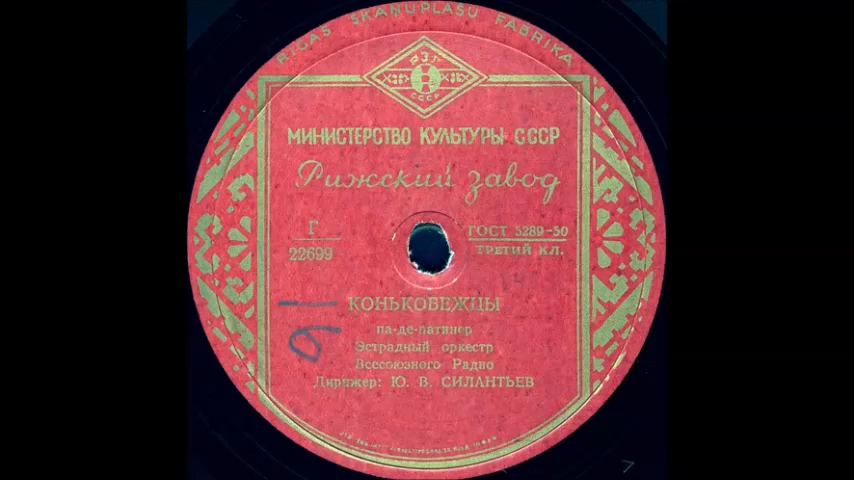 RĪGAS SKAŅUPLAŠU FABRIKA
РЗГ
СССР
МИНИСТЕРСТВО КУЛЬТУРЫ СССР
Рижский завод
Г
22699
ГОСТ 5289-50
ТРЕТИЙ КЛ.
КОНЬКОБЕЖЦЫ
па-де-патинер
Эстрадный оркестр
Всесоюзного Радио
Дирижер: Ю. В. СИЛАНТЬЕВ